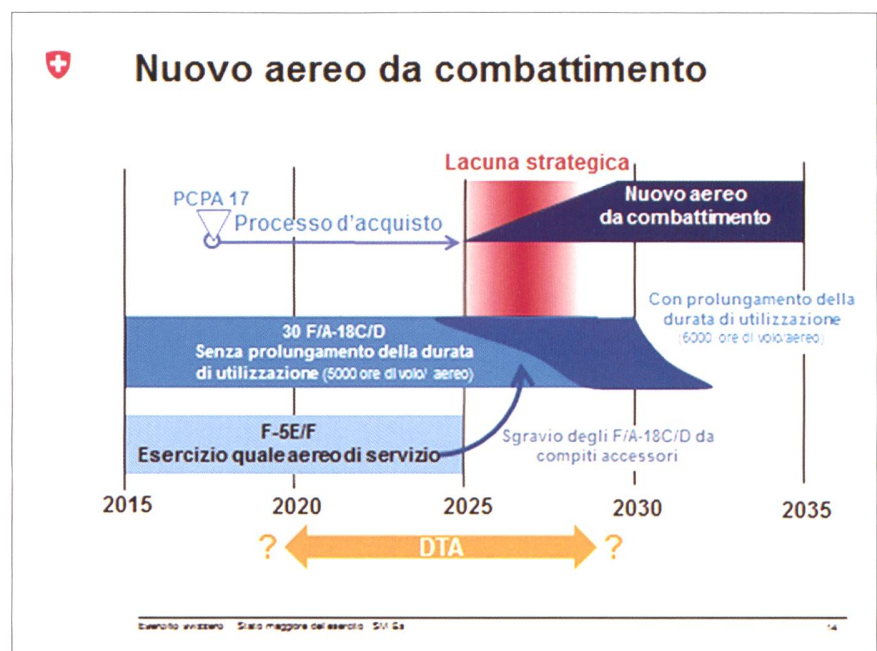 Nuovo aereo da combattimento
Lacuna strategica
PCPA 17
Processo d'acquisto
Nuovo aereo
da combattimento
Con prolungamento della
durata di utilizzazione
(6000 ore di volo/aereo)
30 F/A-18C/D
Senza prolungamento della durata
di utilizzazione (5000 ore di volo/ aereo)
F-5E/F
Esercizio quale aereo di servizio
Sgravio degli F/A-18C/D da
compiti accessori
2015 2020 2025 2030 2035
? DTA ?
Esercito svizzero Stato maggiore dell'esercito SM Es
14